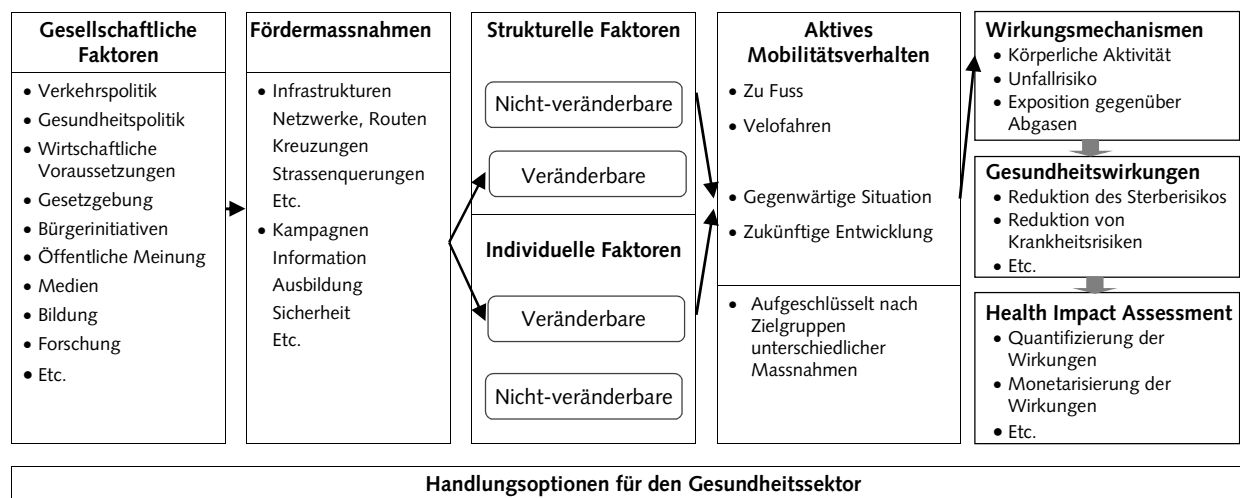 Gesellschaftliche
Faktoren
• Verkehrspolitik
• Gesundheitspolitik
• Wirtschaftliche
Voraussetzungen
• Gesetzgebung
• Bürgerinitiativen
• Öffentliche Meinung
• Medien
• Bildung
• Forschung
• Etc.
Fördermassnahmen
• Infrastrukturen
Netzwerke, Routen
Kreuzungen
Strassenquerungen
Etc.
• Kampagnen
Information
Ausbildung
Sicherheit
Etc.
Strukturelle Faktoren
Nicht-veränderbare
Veränderbare
Individuelle Faktoren
Veränderbare
Nicht-veränderbare
Aktives
Mobilitätsverhalten
• Zu Fuss
• Velofahren
• Gegenwärtige Situation
• Zukünftige Entwicklung
• Aufgeschlüsselt nach
Zielgruppen
unterschiedlicher
Massnahmen
Wirkungsmechanismen
• Körperliche Aktivität
• Unfallrisiko
• Exposition gegenüber
Abgasen
Gesundheitswirkungen
• Reduktion des Sterberisikos
• Reduktion von
Krankheitsrisiken
• Etc.
Health Impact Assessment
• Quantifizierung der
Wirkungen
• Monetarisierung der
Wirkungen
• Etc.
Handlungsoptionen für den Gesundheitssektor